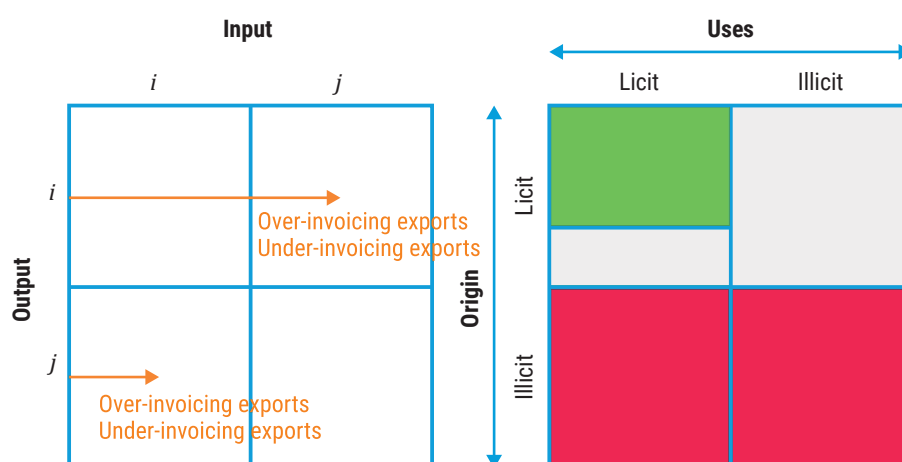 Input
Uses
i
j
Licit
Illicit
Output
i
Over-invoicing exports
Under-invoicing exports
j
Over-invoicing exports
Under-invoicing exports
Origin
Licit
Illicit